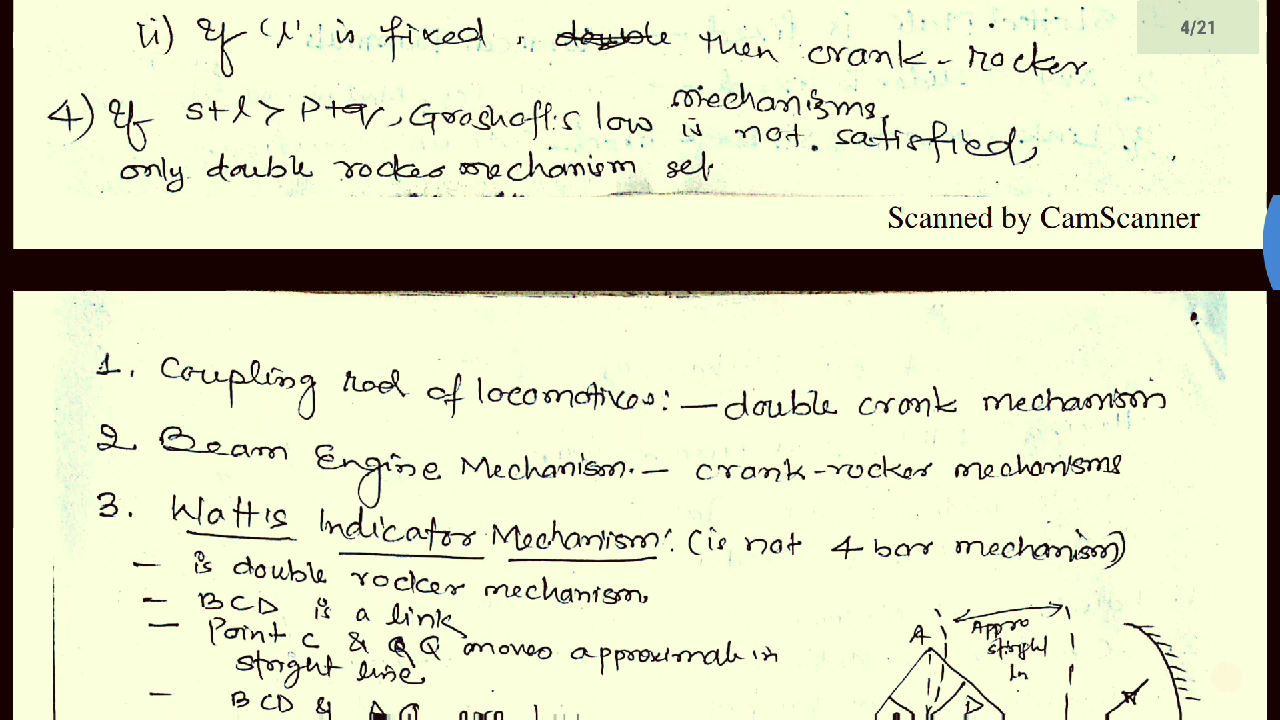 4/21
ii) If 'l' is fixed, then crank-rocker
mechanisms.
4) If s+l > p+q, Grashoff's law is not satisfied,
only double rocker mechanism
Scanned by CamScanner
1. Coupling rod of locomotives: — double crank mechanism
2. Beam Engine Mechanism. — crank-rocker mechanisms
3. Watt's Indicator Mechanism: (is not 4 bar mechanism)
— is double rocker mechanism
— BCD is a link
— Point C & Q moves approximate in
straight line
— BCD &
A
Appro
straight
D